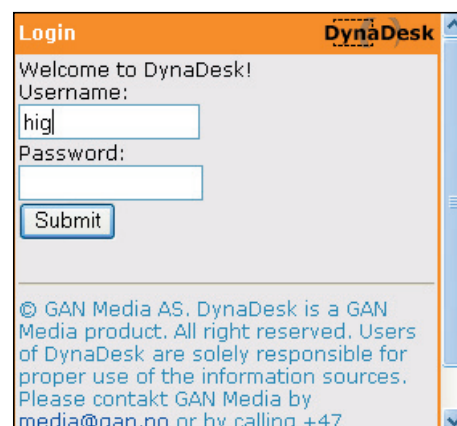 Login DynaDesk
Welcome to DynaDesk!
Username:
hig
Password:
Submit
© GAN Media AS. DynaDesk is a GAN
Media product. All right reserved. Users
of DynaDesk are solely responsible for
proper use of the information sources.
Please contakt GAN Media by
media@gan.no or by calling +47